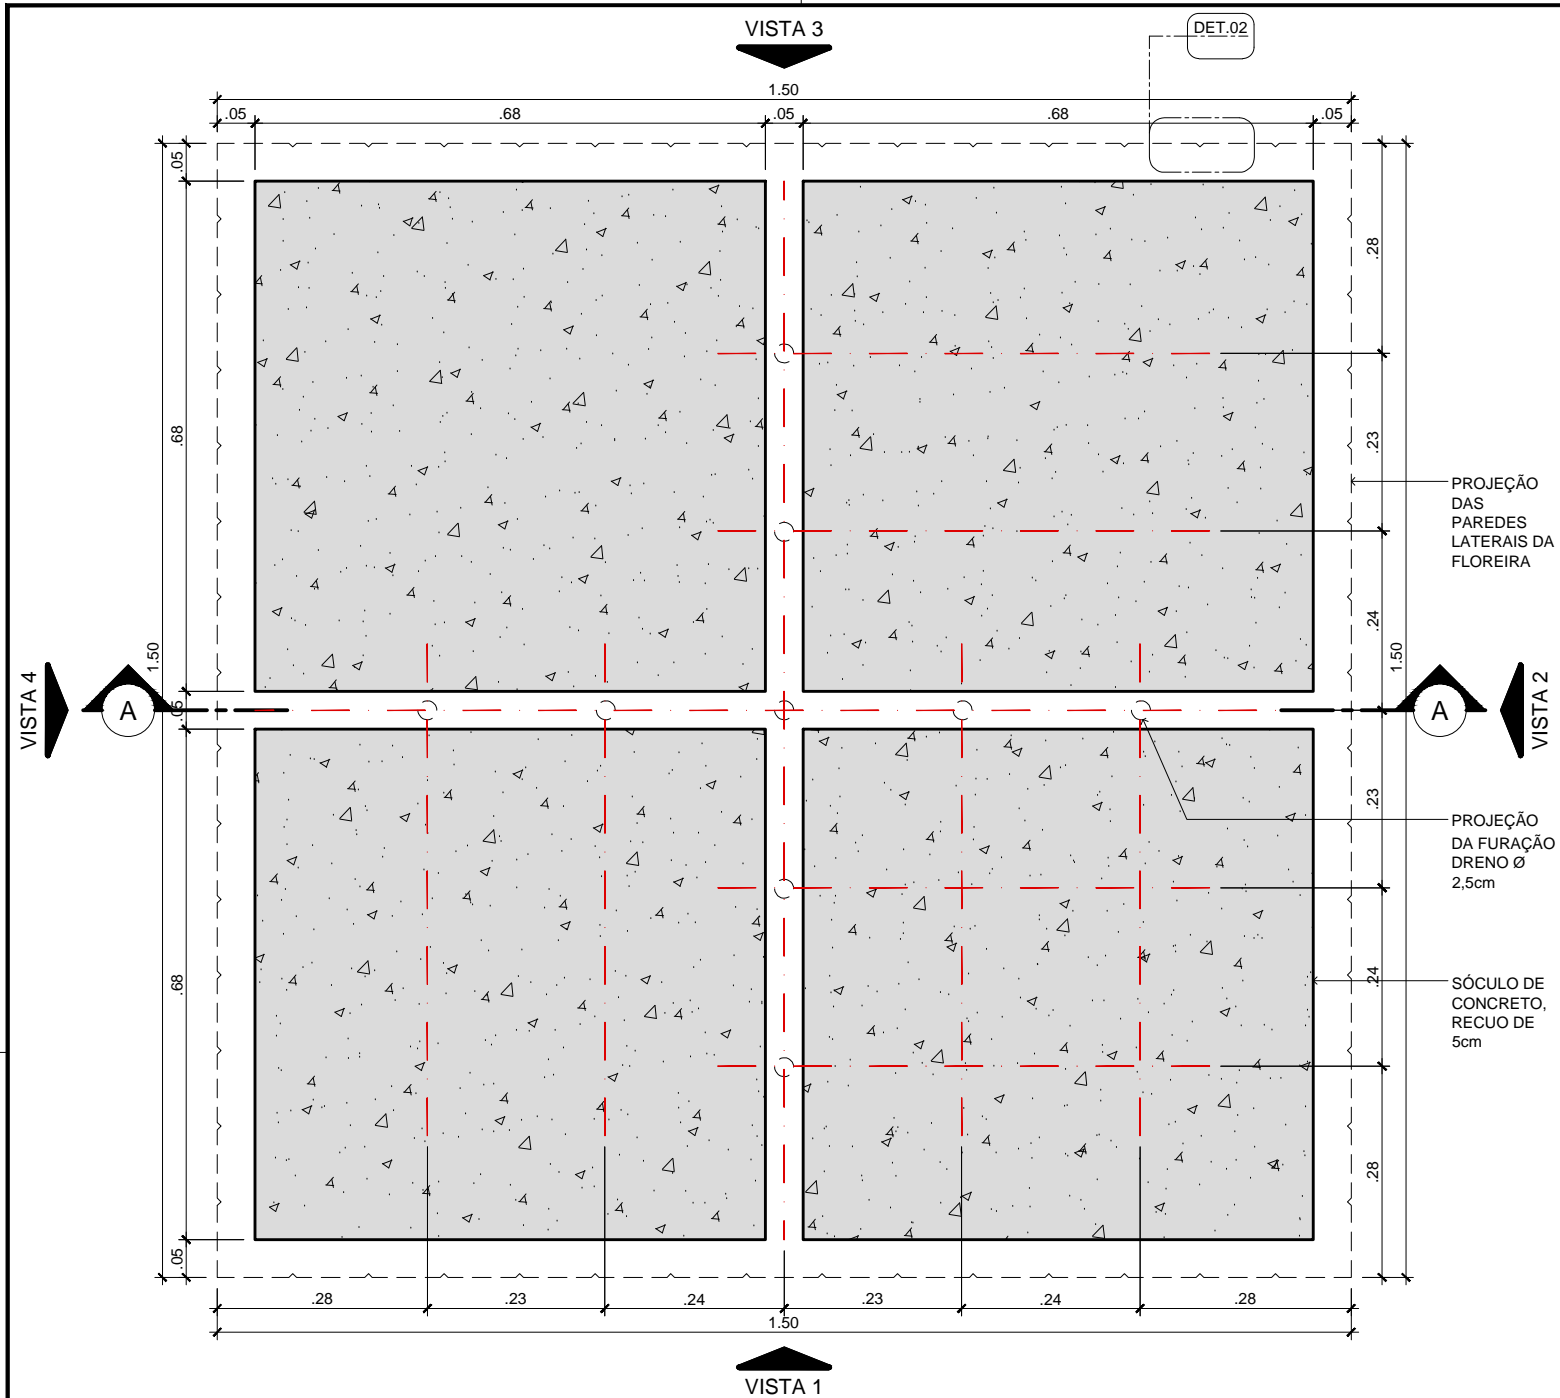 VISTA 3
DET.02
1.50
.05
.68
.05
.68
.05
.05
.28
.68
.23
PROJEÇÃO
DAS
PAREDES
LATERAIS DA
FLOREIRA
.24
1.50
1.50
VISTA 4
A
.05
A
VISTA 2
.23
PROJEÇÃO
DA FURAÇÃO
DRENO Ø
2,5cm
.68
.24
SÓCULO DE
CONCRETO,
RECUO DE
5cm
.28
.05
.28
.23
.24
.23
.24
.28
1.50
VISTA 1